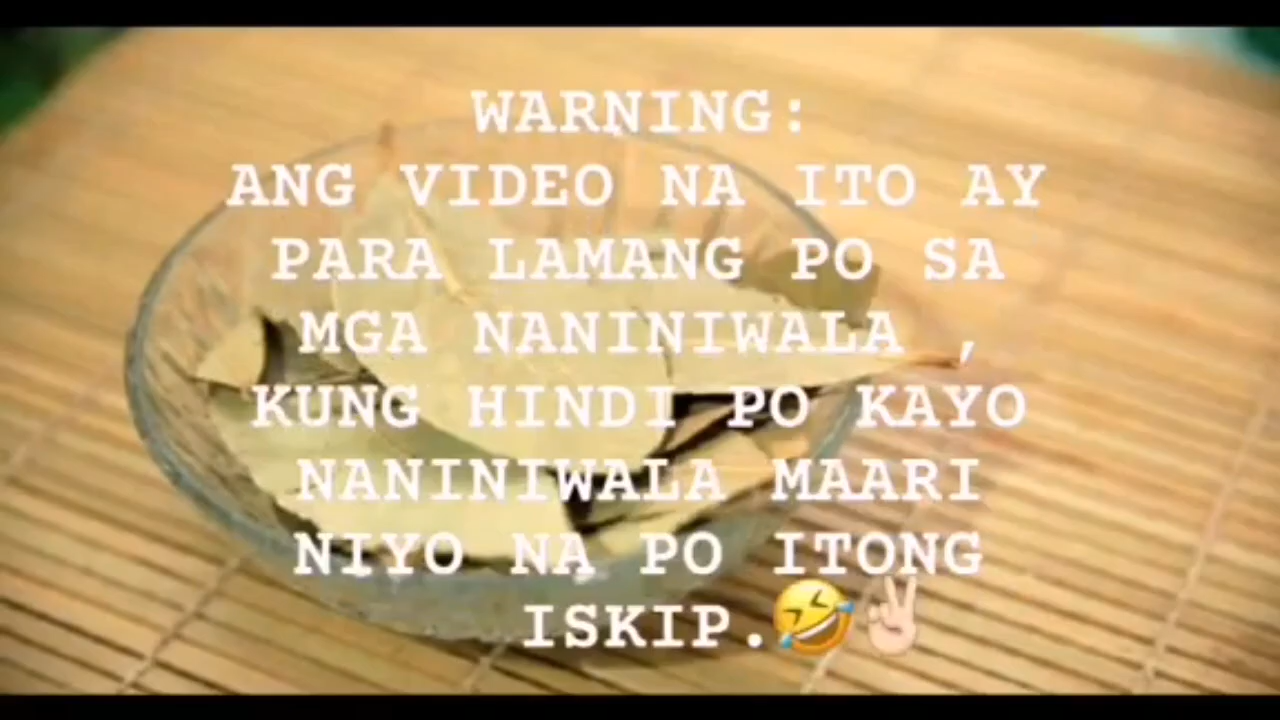 WARNING:
ANG VIDEO NA ITO AY
PARA LAMANG PO SA
MGA NANINIWALA ,
KUNG HINDI PO KAYO
NANINIWALA MAARI
NIYO NA PO ITONG
ISKIP.🤣✌🏻